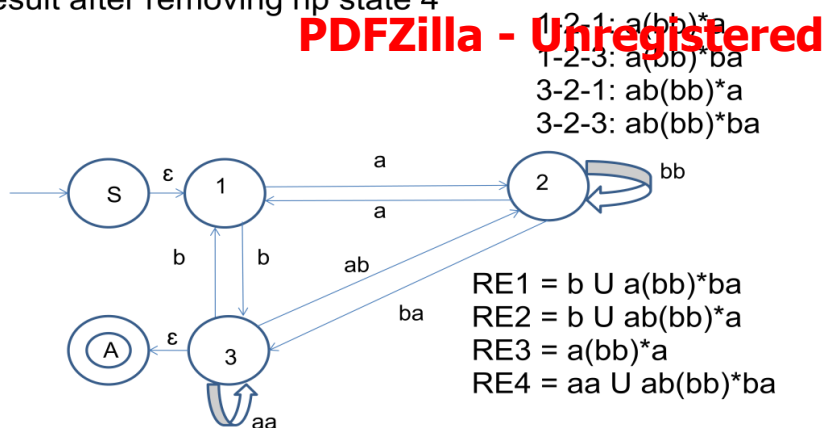 esult after removing rip state 4
PDFZilla - Unregistered
1-2-1: a(bb)*a
1-2-3: a(bb)*ba
3-2-1: ab(bb)*a
3-2-3: ab(bb)*ba
S
ε
1
a
a
2
bb
b
b
ab
ba
A
ε
3
aa
RE1 = b U a(bb)*ba
RE2 = b U ab(bb)*a
RE3 = a(bb)*a
RE4 = aa U ab(bb)*ba